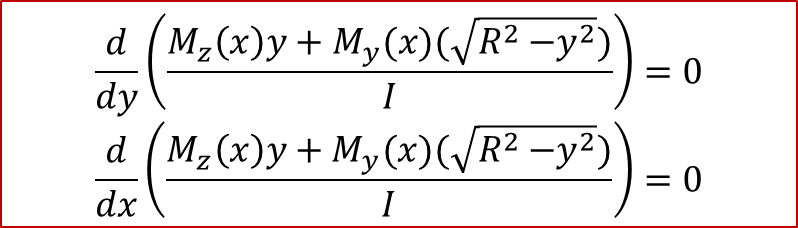 d/dy ( (M_z(x)y + M_y(x)(√(R² − y²))) / I ) = 0
d/dx ( (M_z(x)y + M_y(x)(√(R² − y²))) / I ) = 0